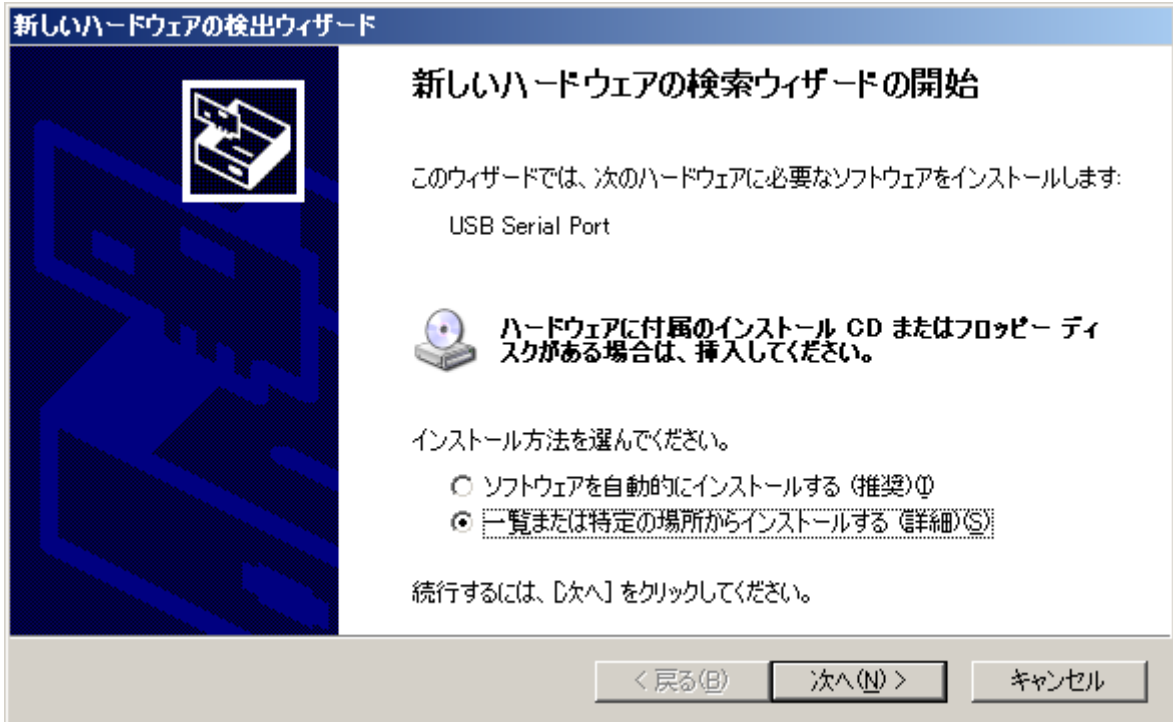 新しいハードウェアの検出ウィザード
新しいハードウェアの検索ウィザードの開始
このウィザードでは、次のハードウェアに必要なソフトウェアをインストールします:
USB Serial Port
ハードウェアに付属のインストール CD またはフロッピー ディ
スクがある場合は、挿入してください。
インストール方法を選んでください。
ソフトウェアを自動的にインストールする (推奨)(I)
一覧または特定の場所からインストールする (詳細)(S)
続行するには、[次へ] をクリックしてください。
< 戻る(B) 次へ(N) > キャンセル